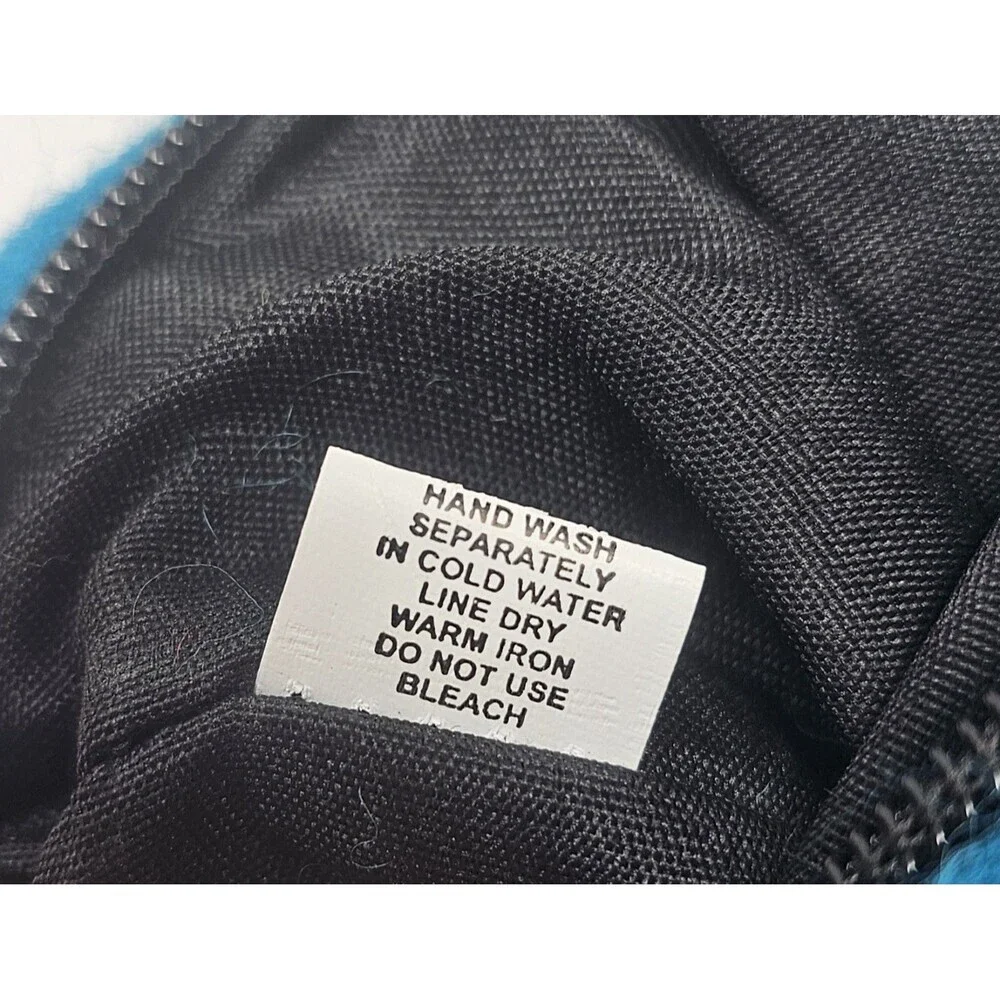 HAND WASH
SEPARATELY
IN COLD WATER
LINE DRY
WARM IRON
DO NOT USE
BLEACH